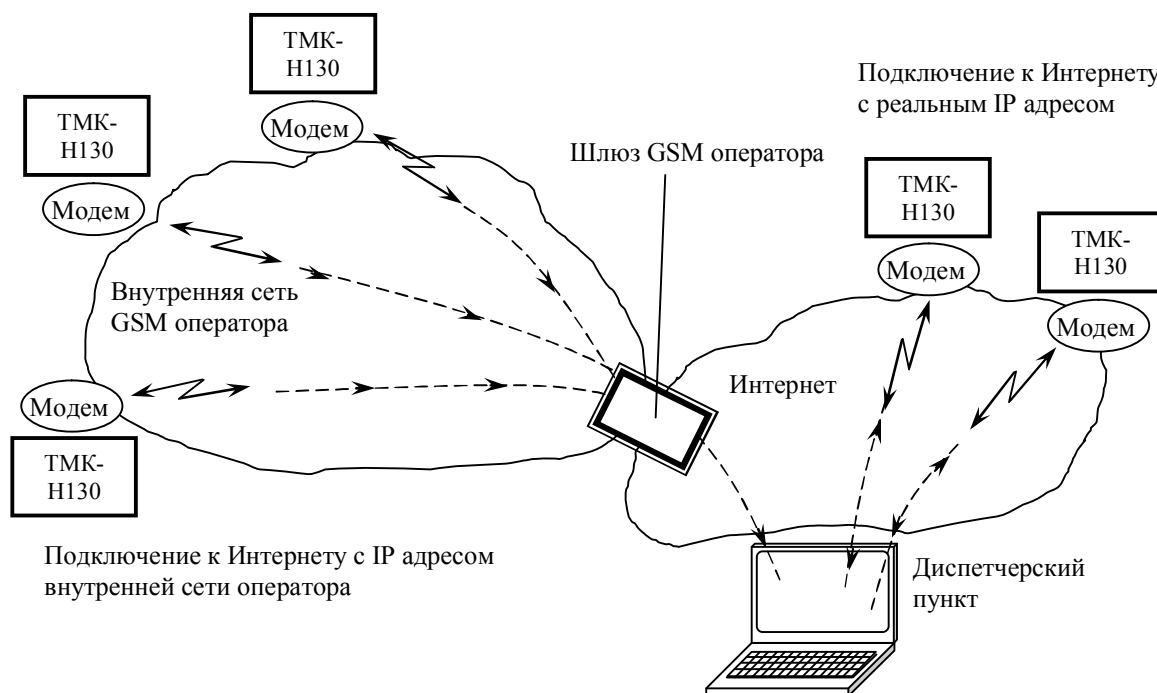 ТМК-
Н130
Модем
ТМК-
Н130
Модем
Подключение к Интернету
с реальным IP адресом
Шлюз GSM оператора
ТМК-
Н130
Модем
ТМК-
Н130
Модем
Внутренняя сеть
GSM оператора
Интернет
Модем
ТМК-
Н130
Подключение к Интернету с IP адресом
внутренней сети оператора
Диспетчерский
пункт